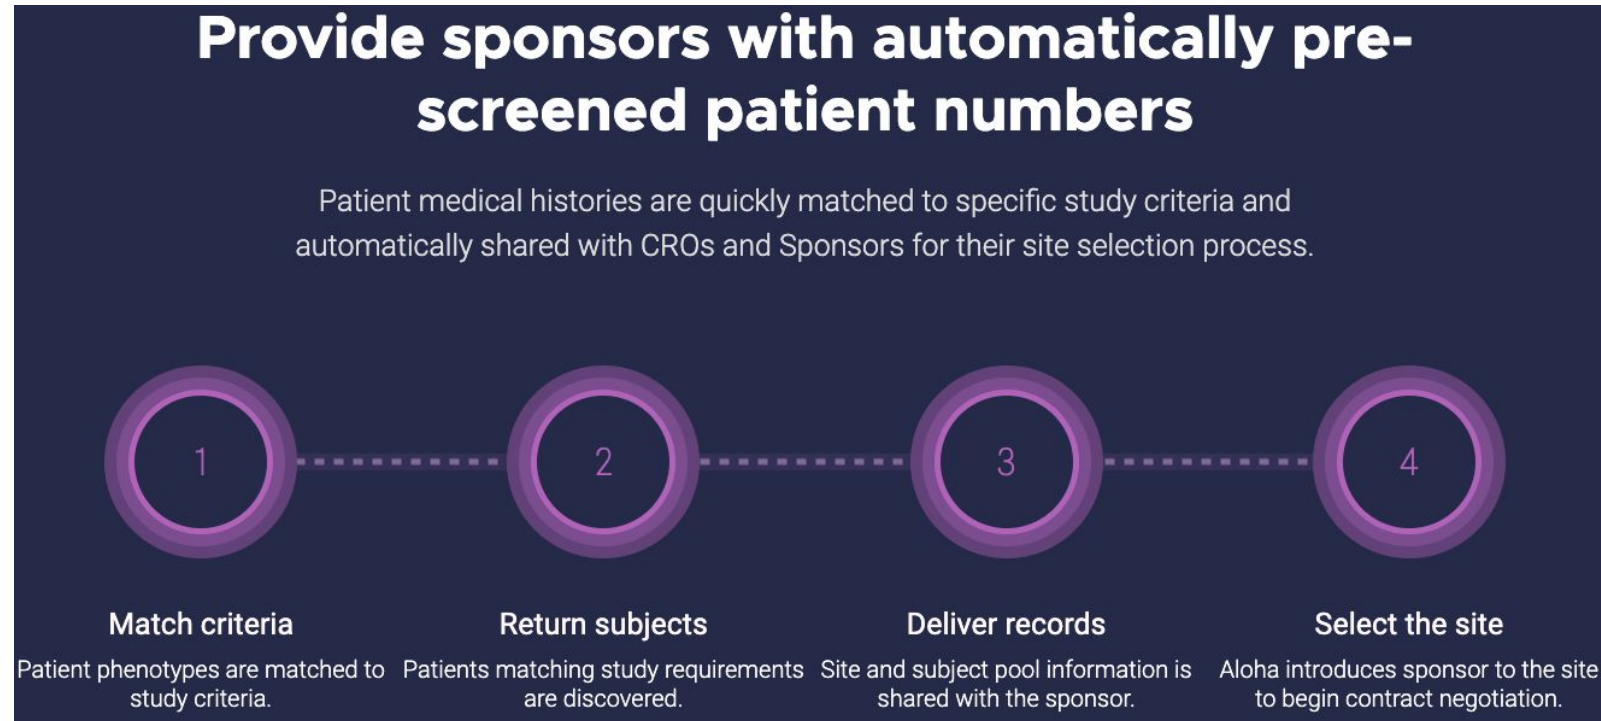 Provide sponsors with automatically pre-
screened patient numbers
Patient medical histories are quickly matched to specific study criteria and
automatically shared with CROs and Sponsors for their site selection process.
1
2
3
4
Match criteria
Patient phenotypes are matched to
study criteria.
Return subjects
Patients matching study requirements
are discovered.
Deliver records
Site and subject pool information is
shared with the sponsor.
Select the site
Aloha introduces sponsor to the site
to begin contract negotiation.